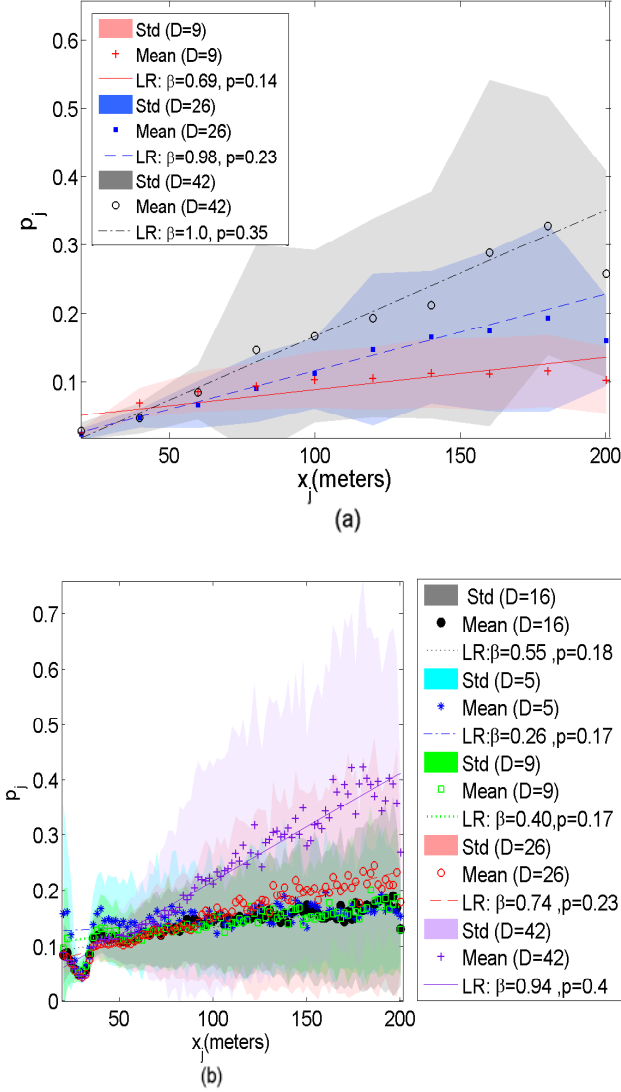 0.6
0.5
0.4
0.3
0.2
0.1
p_j
Std (D=9)
Mean (D=9)
LR: β=0.69, p=0.14
Std (D=26)
Mean (D=26)
LR: β=0.98, p=0.23
Std (D=42)
Mean (D=42)
LR: β=1.0, p=0.35
50 100 150 200
x_j(meters)
(a)
0.7
0.6
0.5
0.4
0.3
0.2
0.1
0
p_j
50 100 150 200
x_j(meters)
(b)
Std (D=16)
Mean (D=16)
LR:β=0.55 ,p=0.18
Std (D=5)
Mean (D=5)
LR:β=0.26 ,p=0.17
Std (D=9)
Mean (D=9)
LR: β=0.40,p=0.17
Std (D=26)
Mean (D=26)
LR: β=0.74 ,p=0.23
Std (D=42)
Mean (D=42)
LR: β=0.94 ,p=0.4